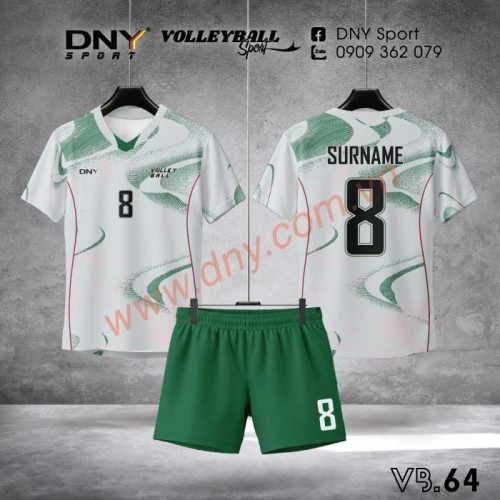 DNY
SPORT
VOLLEYBALL
Sport
DNY Sport
Zalo
0909 362 079
DNY
VOLLEY
BALL
8
SURNAME
8
www.dny.com.vn
8
VB.64